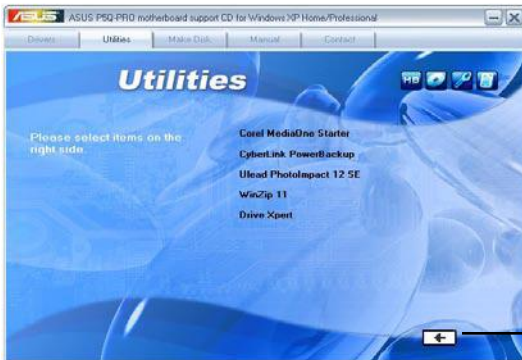 ASUS ASUS P5Q-PRO motherboard support CD for Windows XP Home/Professional
Drivers Utilities Make Disk Manual Contact
Utilities
Please select items on the
right side.
Corel MediaOne Starter
CyberLink PowerBackup
Ulead PhotoImpact 12 SE
WinZip 11
Drive Xpert